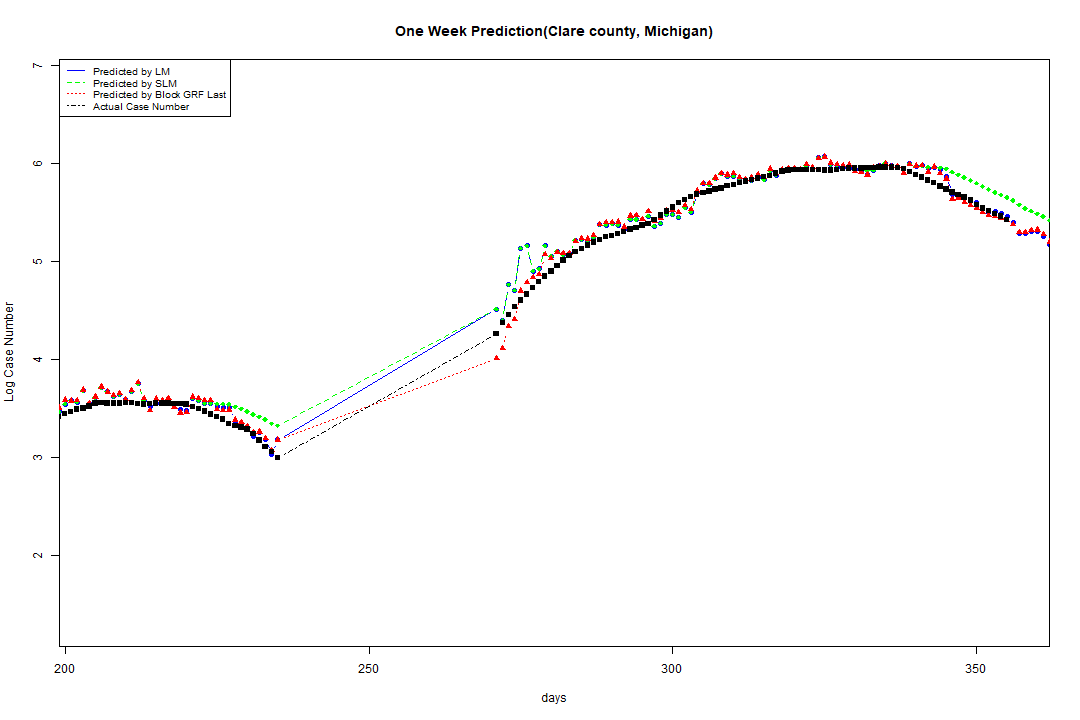 One Week Prediction(Clare county, Michigan)
Predicted by LM
Predicted by SLM
Predicted by Block GRF Last
Actual Case Number
7
6
5
4
3
2
Log Case Number
200
250
300
350
days